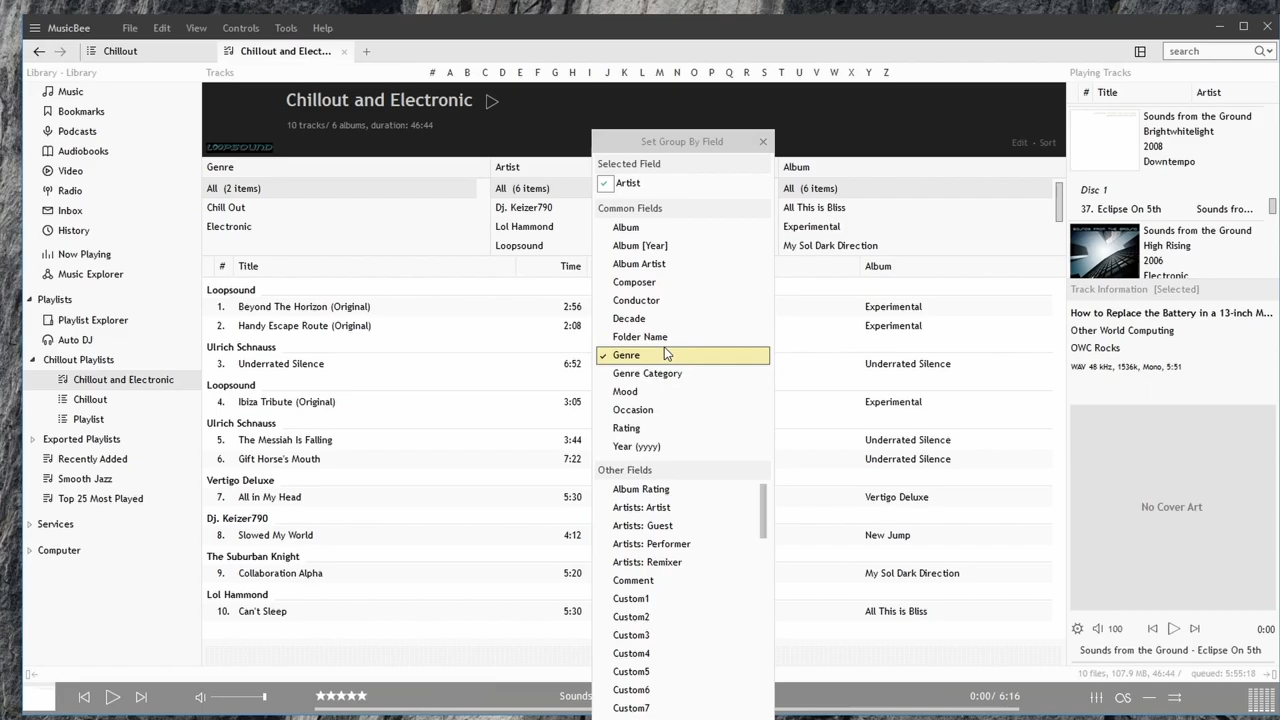 MusicBee File Edit View Controls Tools Help
Chillout Chillout and Elect... × + search
Library - Library
Music
Bookmarks
Podcasts
Audiobooks
Video
Radio
Inbox
History
Now Playing
Music Explorer
Playlists
Playlist Explorer
Auto DJ
Chillout Playlists
Chillout and Electronic
Chillout
Playlist
Exported Playlists
Recently Added
Smooth Jazz
Top 25 Most Played
Services
Computer
Tracks # A B C D E F G H I J K L M N O P Q R S T U V W X Y Z
Chillout and Electronic
10 tracks/ 6 albums, duration: 46:44
LOOPSOUND
Edit · Sort
Genre Artist Album
All (2 items) All (6 items) All (6 items)
Chill Out Dj. Keizer790 All This is Bliss
Electronic Lol Hammond Experimental
Loopsound My Sol Dark Direction
# Title Time Album
Loopsound
1. Beyond The Horizon (Original) 2:56 Experimental
2. Handy Escape Route (Original) 2:08 Experimental
Ulrich Schnauss
3. Underrated Silence 7:22 Underrated Silence
Loopsound
4. Ibiza Tribute (Original) 3:05 Experimental
Ulrich Schnauss
5. The Messiah Is Falling 3:44 Underrated Silence
6. Gift Horse's Mouth 7:22 Underrated Silence
Vertigo Deluxe
7. All in My Head 5:30 Vertigo Deluxe
Dj. Keizer790
8. Slowed My World 4:12 New Jump
The Suburban Knight
9. Collaboration Alpha 5:20 My Sol Dark Direction
Lol Hammond
10. Can't Sleep 5:30 All This is Bliss
Set Group By Field
Selected Field
Artist
Common Fields
Album
Album [Year]
Album Artist
Composer
Conductor
Decade
Folder Name
Genre
Genre Category
Mood
Occasion
Rating
Year (yyyy)
Other Fields
Album Rating
Artists: Artist
Artists: Guest
Artists: Performer
Artists: Remixer
Comment
Custom1
Custom2
Custom3
Custom4
Custom5
Custom6
Custom7
Playing Tracks
# Title Artist
Sounds from the Ground
Brightwhitelight
2008
Downtempo
Disc 1
37. Eclipse On 5th Sounds fro...
Sounds from the Ground
High Rising
2006
Electronic
Track Information [Selected]
How to Replace the Battery in a 13-inch M...
Other World Computing
OWC Rocks
WAV 48 kHz, 1536k, Mono, 5:51
No Cover Art
100 0:00
Sounds from the Ground - Eclipse On 5th
10 files, 107.9 MB, 46:44 / queued: 5:55:18
Sounds 0:00 / 6:16